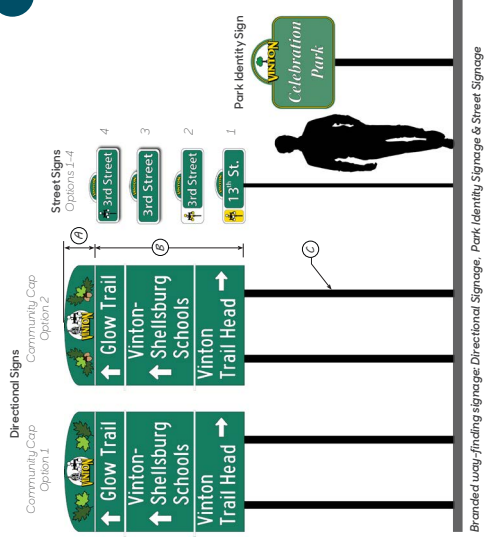 Directional Signs
Community Cap
Option 1
Community Cap
Option 2
VINTON
Glow Trail
Vinton-
Shellsburg
Schools
Vinton
Trail Head
VINTON
Glow Trail
Vinton-
Shellsburg
Schools
Vinton
Trail Head
A
B
C
Street Signs
Options 1-4
3rd Street
4
3rd Street
3
3rd Street
2
13th St.
1
Park Identity Sign
VINTON
Celebration
Park
Branded way-finding signage: Directional Signage, Park Identity Signage & Street Signage